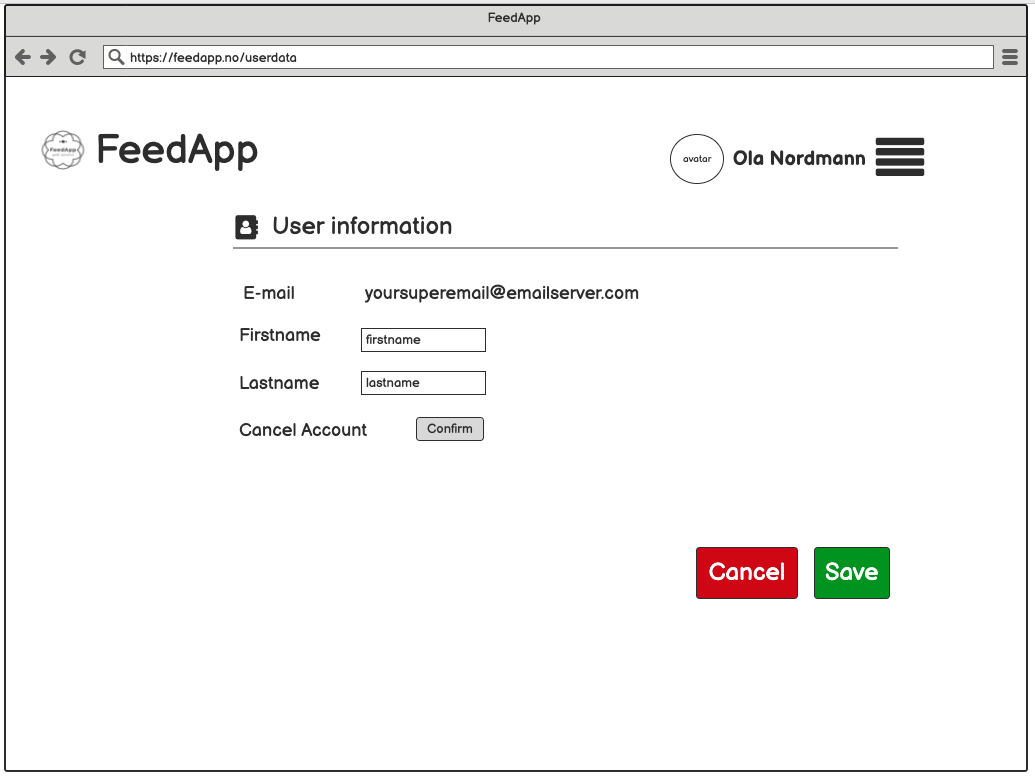 FeedApp
https://feedapp.no/userdata
FeedApp
FeedApp
avatar
Ola Nordmann
User information
E-mail
yoursuperemail@emailserver.com
Firstname
firstname
Lastname
lastname
Cancel Account
Confirm
Cancel
Save